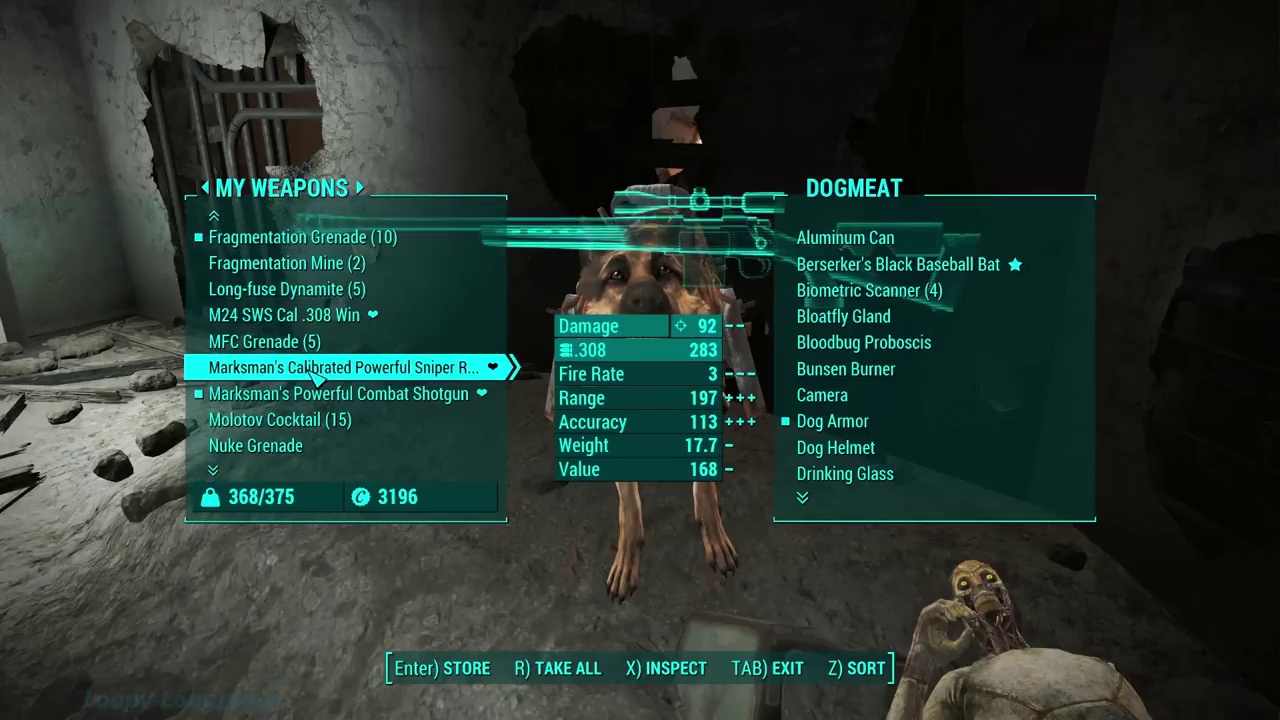 MY WEAPONS
Fragmentation Grenade (10)
Fragmentation Mine (2)
Long-fuse Dynamite (5)
M24 SWS Cal .308 Win
MFC Grenade (5)
Marksman's Calibrated Powerful Sniper R...
Marksman's Powerful Combat Shotgun
Molotov Cocktail (15)
Nuke Grenade
368/375 3196
Damage 92 --
.308 283
Fire Rate 3 ---
Range 197 +++
Accuracy 113 +++
Weight 17.7 -
Value 168 -
DOGMEAT
Aluminum Can
Berserker's Black Baseball Bat
Biometric Scanner (4)
Bloatfly Gland
Bloodbug Proboscis
Bunsen Burner
Camera
Dog Armor
Dog Helmet
Drinking Glass
Enter) STORE R) TAKE ALL X) INSPECT TAB) EXIT Z) SORT